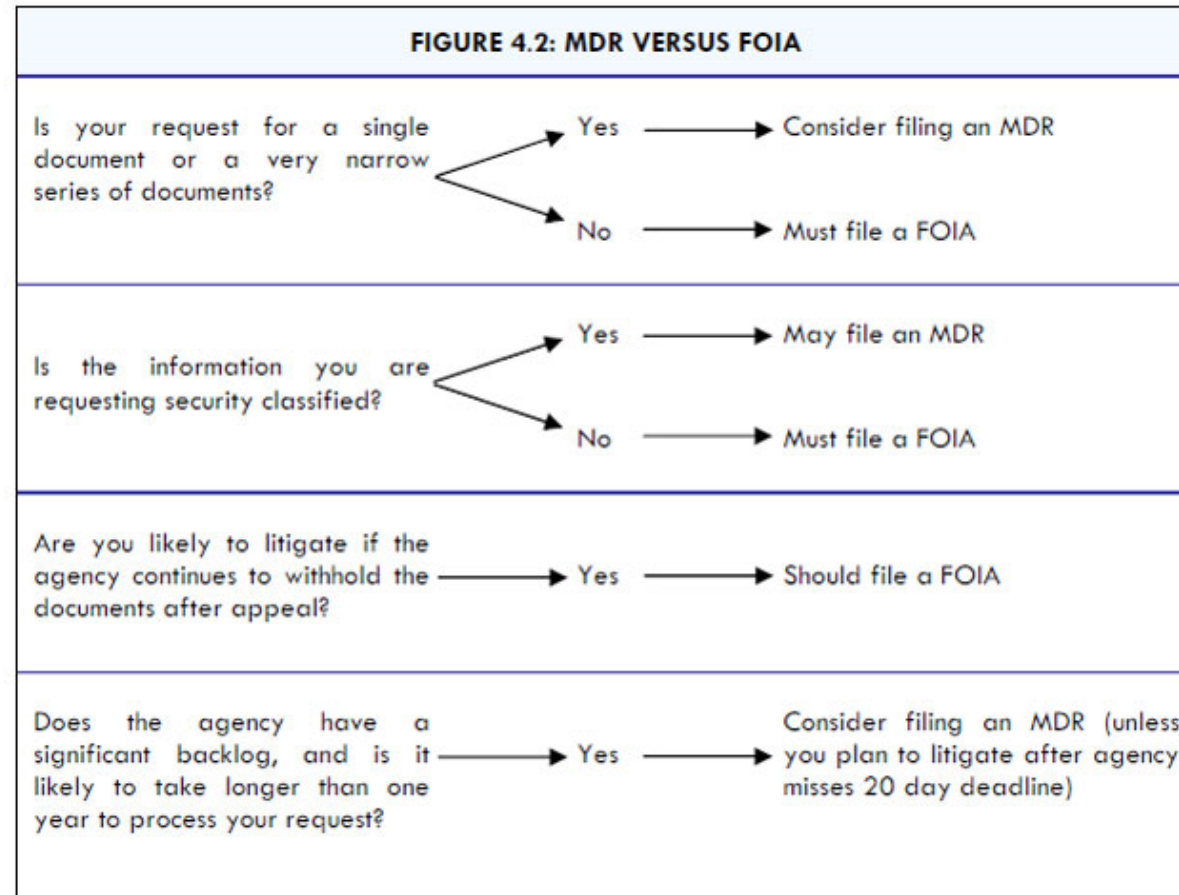 FIGURE 4.2: MDR VERSUS FOIA
Is your request for a single
document or a very narrow
series of documents?
Yes
Consider filing an MDR
No
Must file a FOIA
Is the information you are
requesting security classified?
Yes
May file an MDR
No
Must file a FOIA
Are you likely to litigate if the
agency continues to withhold the
documents after appeal?
Yes
Should file a FOIA
Does the agency have a
significant backlog, and is it
likely to take longer than one
year to process your request?
Yes
Consider filing an MDR (unless
you plan to litigate after agency
misses 20 day deadline)